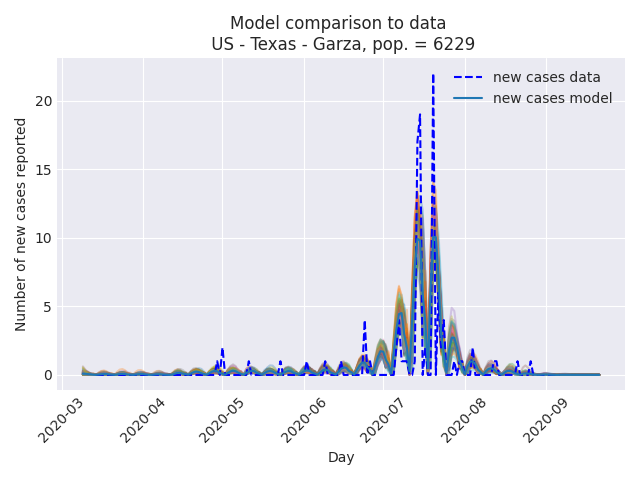 Model comparison to data
US - Texas - Garza, pop. = 6229
new cases data
new cases model
Number of new cases reported
20
15
10
5
0
2020-03
2020-04
2020-05
2020-06
2020-07
2020-08
2020-09
Day